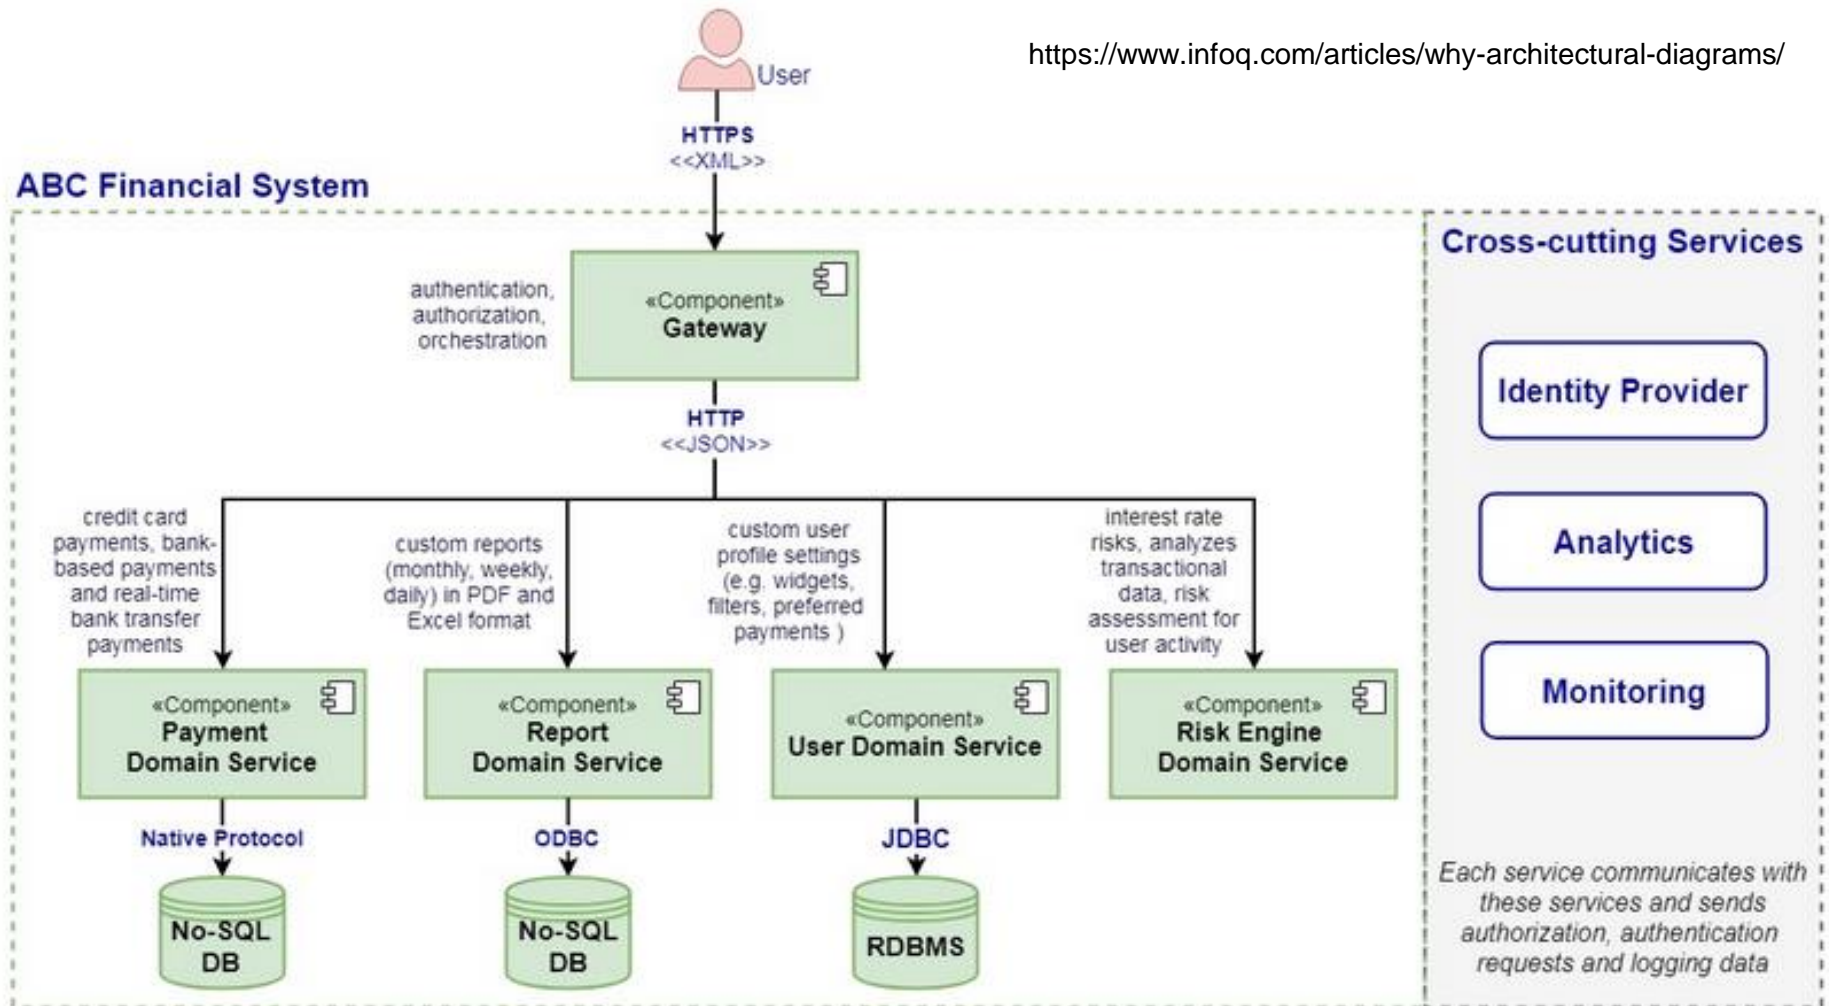 https://www.infoq.com/articles/why-architectural-diagrams/
User
HTTPS
<<XML>>
ABC Financial System
Cross-cutting Services
authentication,
authorization,
orchestration
«Component»
Gateway
HTTP
<<JSON>>
Identity Provider
Analytics
Monitoring
credit card
payments, bank-
based payments
and real-time
bank transfer
payments
custom reports
(monthly, weekly,
daily) in PDF and
Excel format
custom user
profile settings
(e.g. widgets,
filters, preferred
payments )
interest rate
risks, analyzes
transactional
data, risk
assessment for
user activity
«Component»
Payment
Domain Service
«Component»
Report
Domain Service
«Component»
User Domain Service
«Component»
Risk Engine
Domain Service
Native Protocol
ODBC
JDBC
No-SQL
DB
No-SQL
DB
RDBMS
Each service communicates with
these services and sends
authorization, authentication
requests and logging data